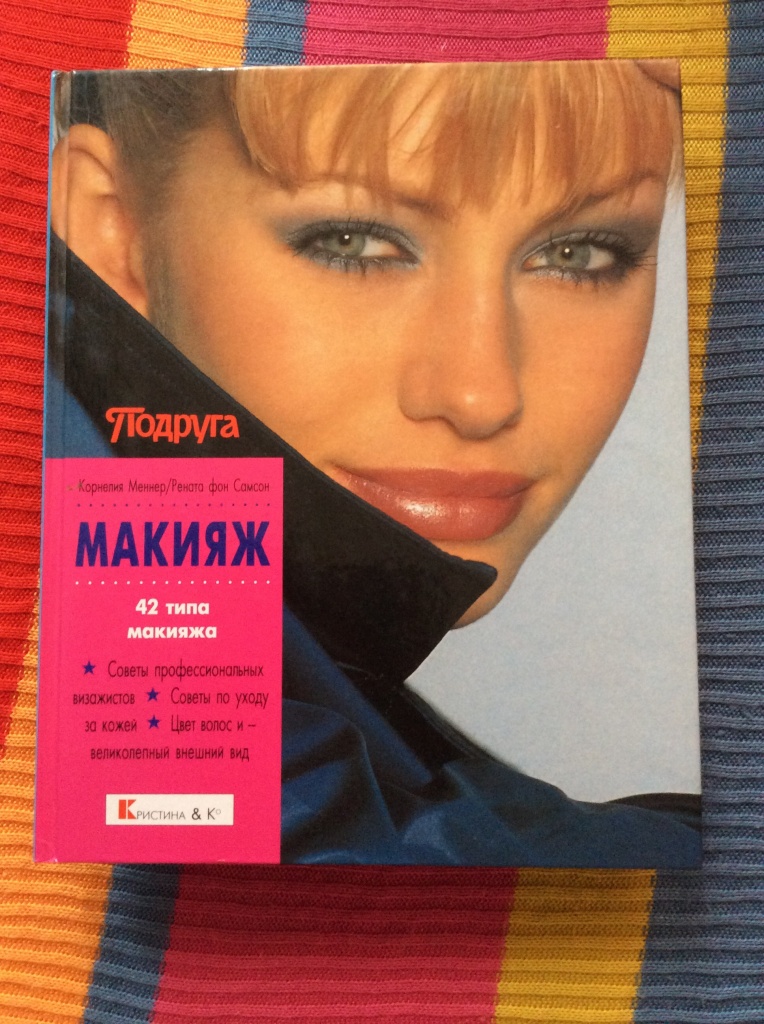 Подруга
Корнелия Меннер/Рената фон Самсон
МАКИЯЖ
42 типа
макияжа
★ Советы профессиональных
визажистов ★ Советы по уходу
за кожей ★ Цвет волос и –
великолепный внешний вид
КРИСТИНА & К°